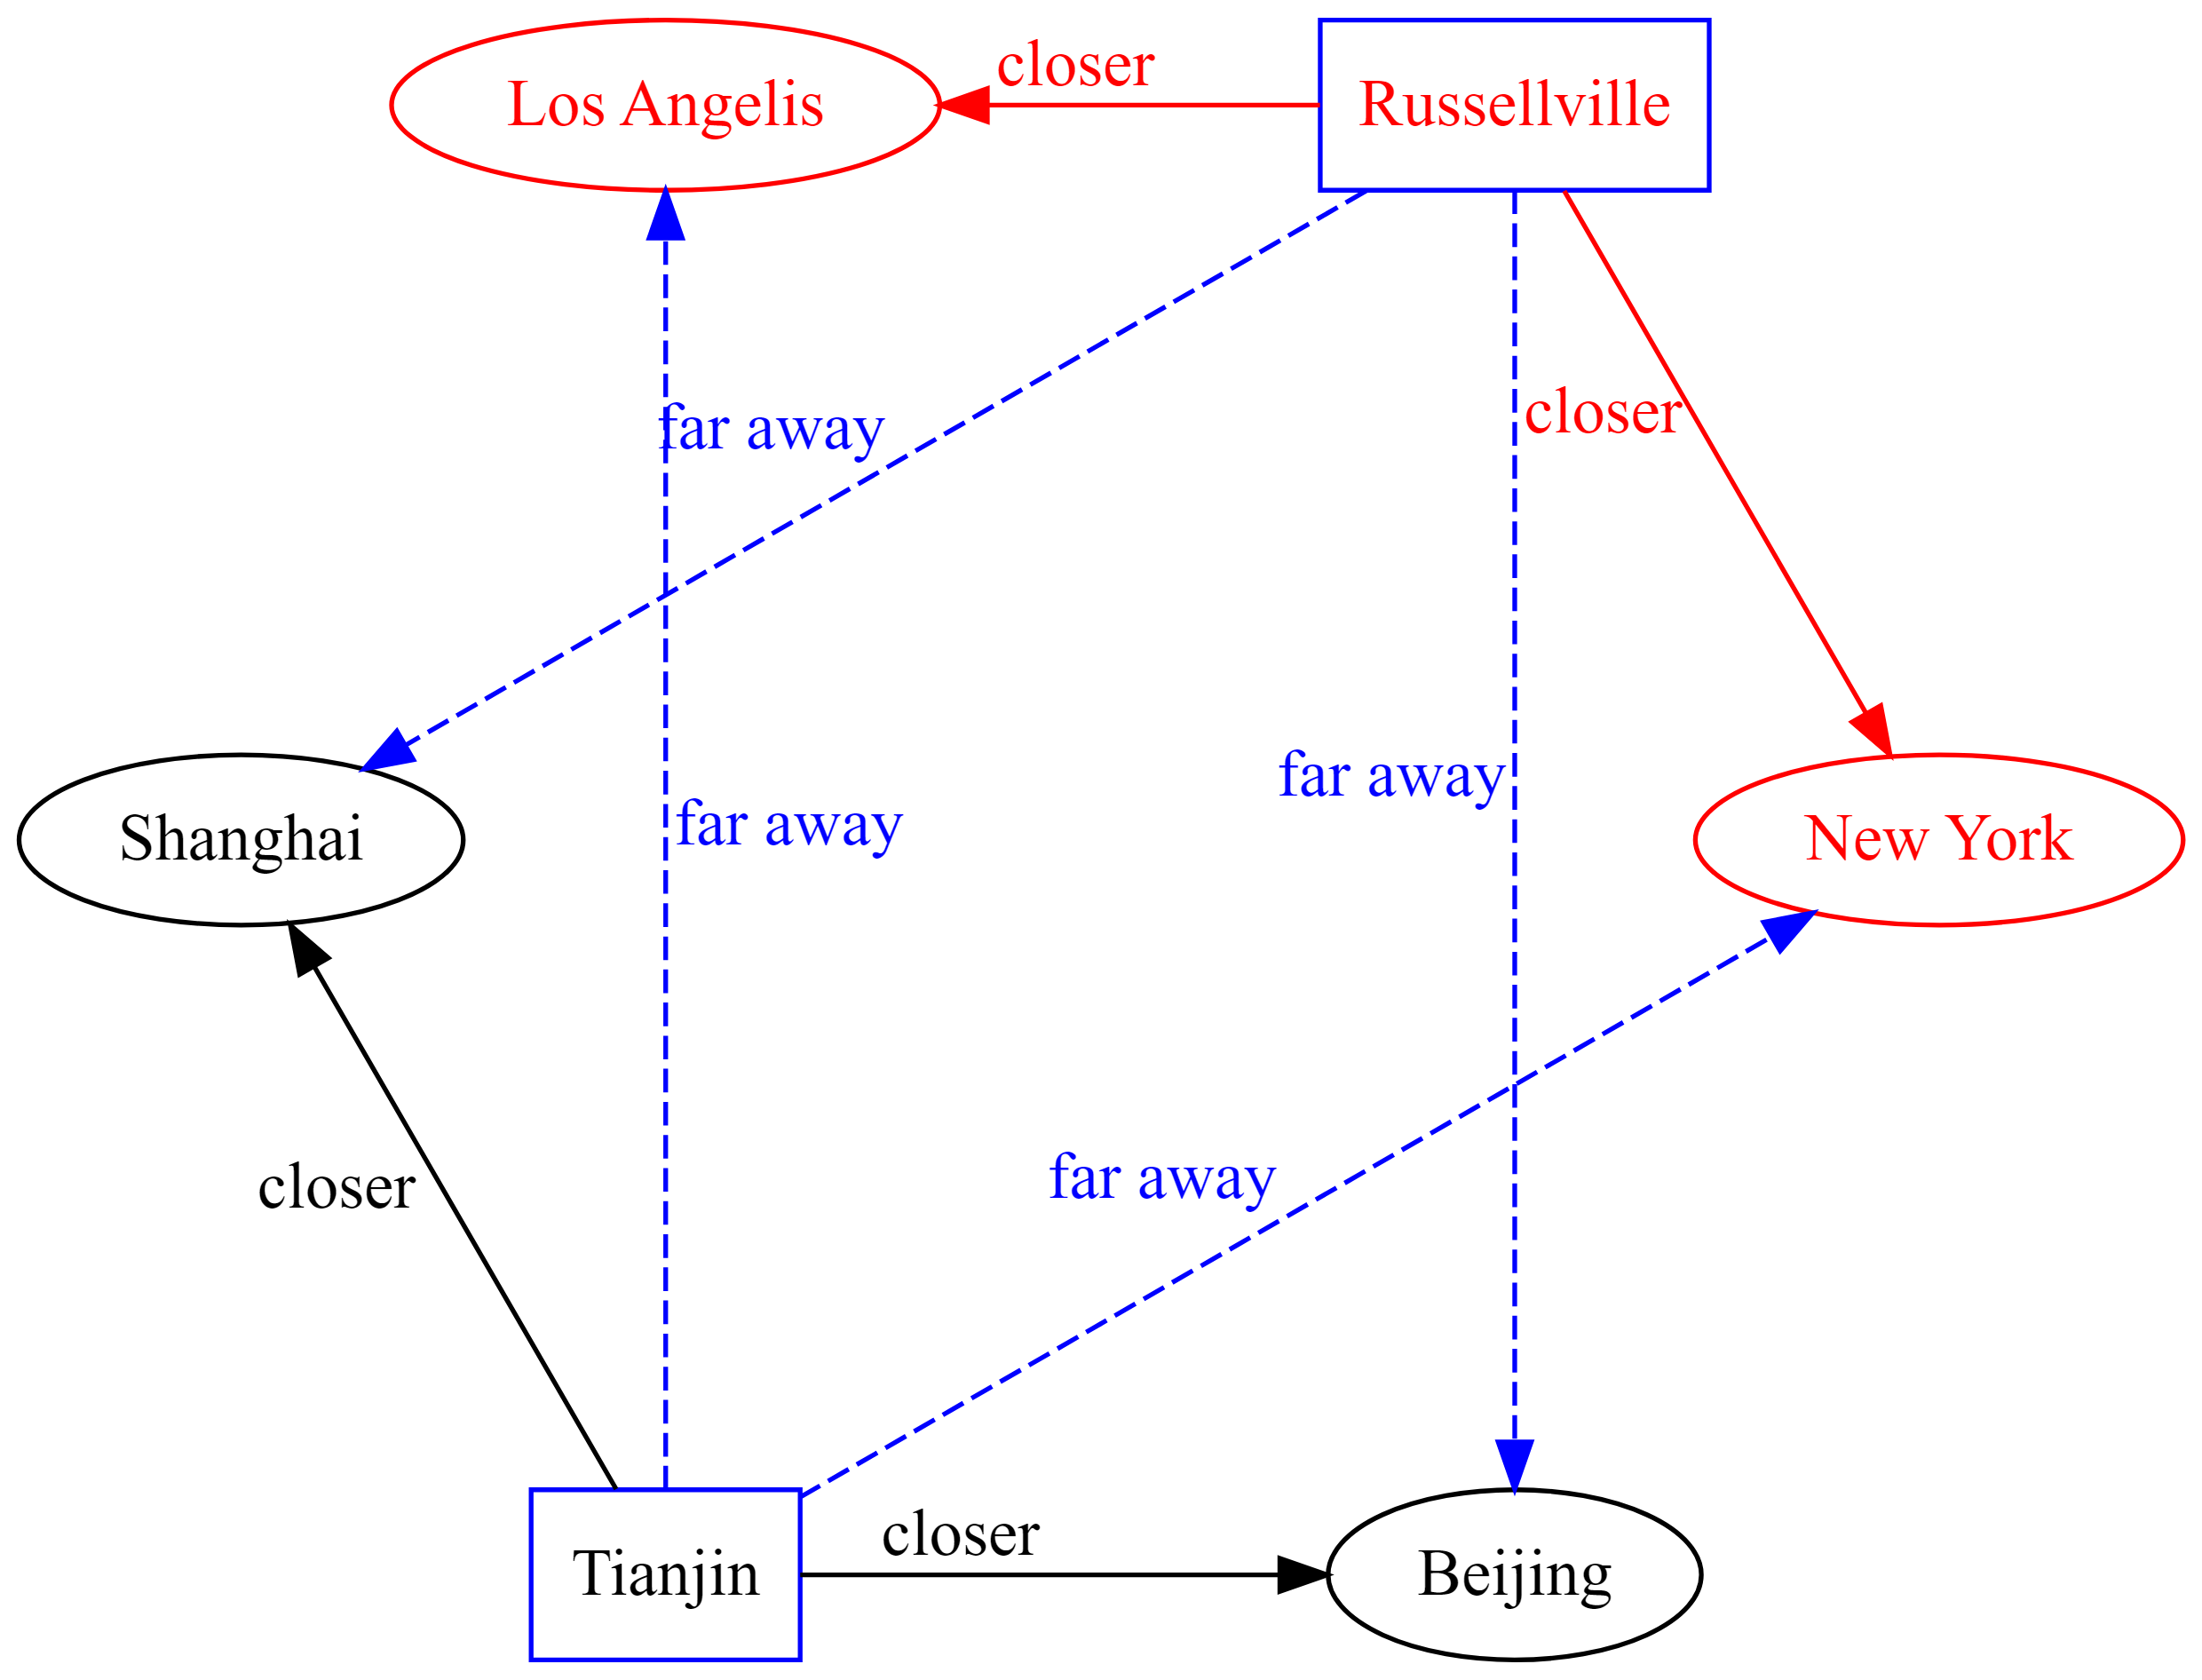 Los Angelis
closer
Russellville
far away
closer
far away
far away
Shanghai
New York
closer
far away
closer
Tianjin
Beijing